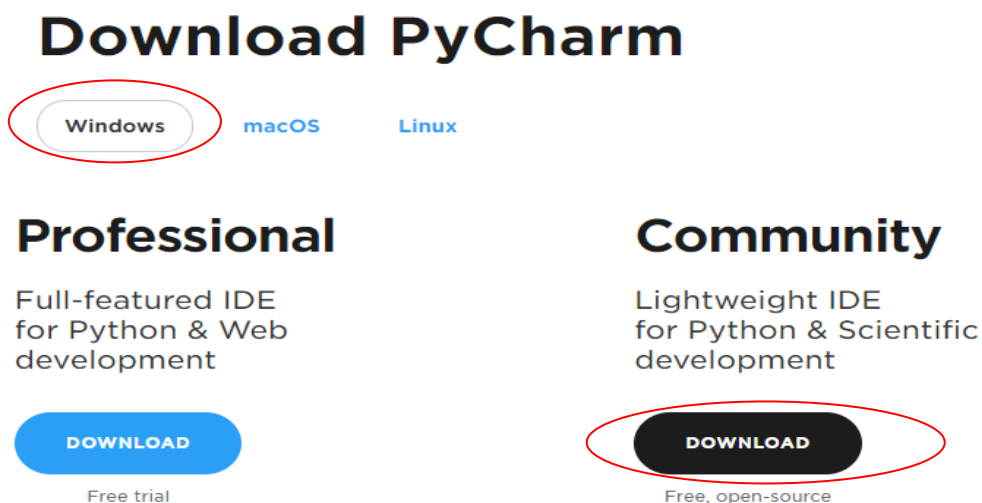 Download PyCharm
Windows macOS Linux
Professional
Full-featured IDE
for Python & Web
development
DOWNLOAD
Free trial
Community
Lightweight IDE
for Python & Scientific
development
DOWNLOAD
Free, open-source